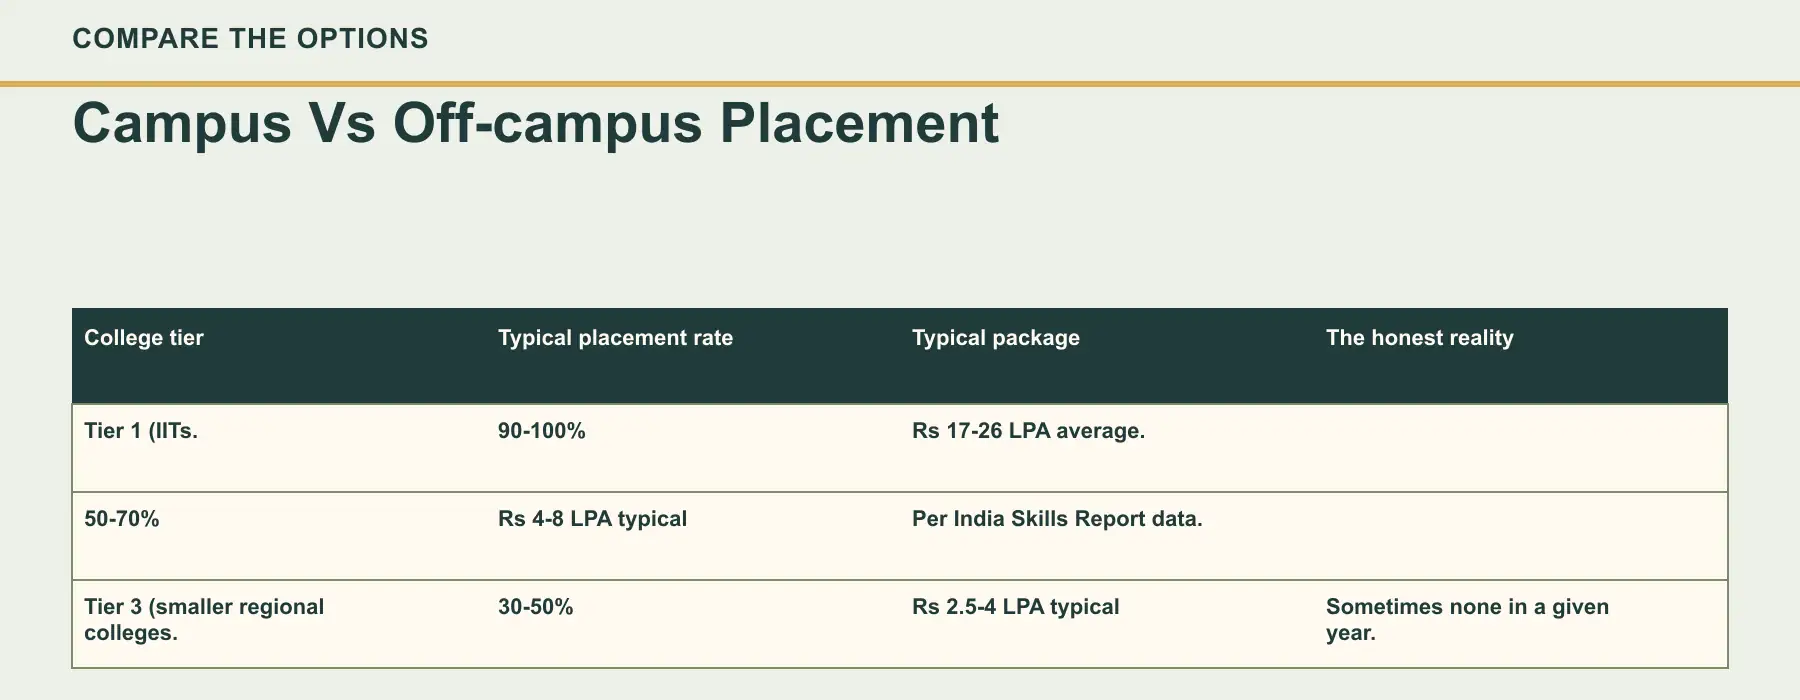 COMPARE THE OPTIONS
Campus Vs Off-campus Placement
College tier Typical placement rate Typical package The honest reality
Tier 1 (IITs. 90-100% Rs 17-26 LPA average.
50-70% Rs 4-8 LPA typical Per India Skills Report data.
Tier 3 (smaller regional colleges. 30-50% Rs 2.5-4 LPA typical Sometimes none in a given year.